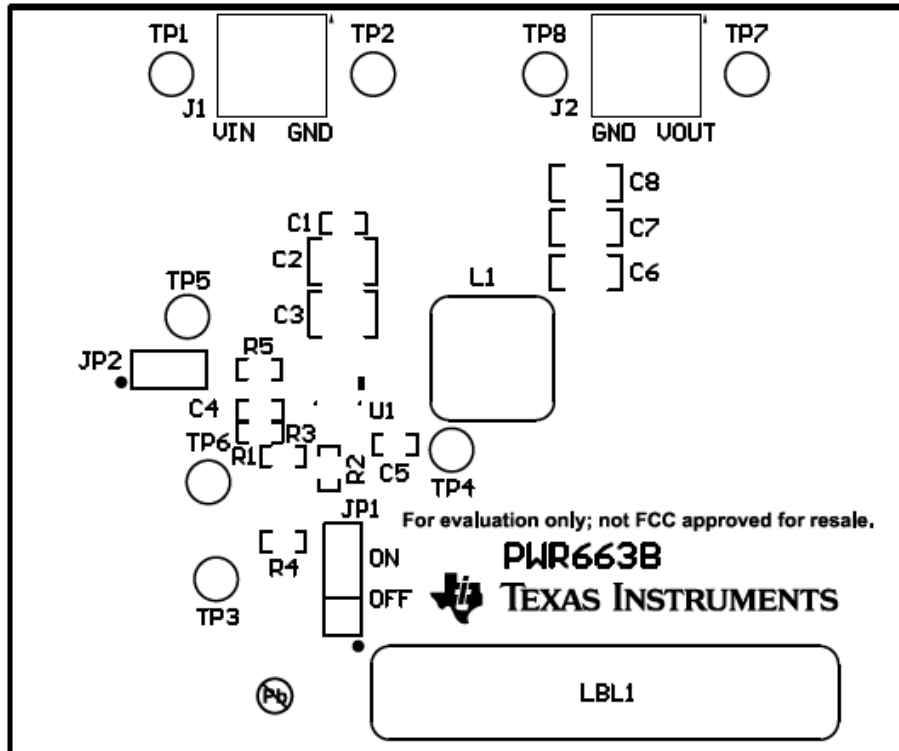 TP1 TP2 TP8 TP7
J1 J2
VIN GND GND VOUT
C8
C1 C7
C2
C6
TP5 L1
C3
R5
JP2
C4 U1
TP6 R3
R1 R2 C5
TP4
JP1
For evaluation only; not FCC approved for resale.
ON PWR663B
R4
OFF TEXAS INSTRUMENTS
TP3
Pb LBL1